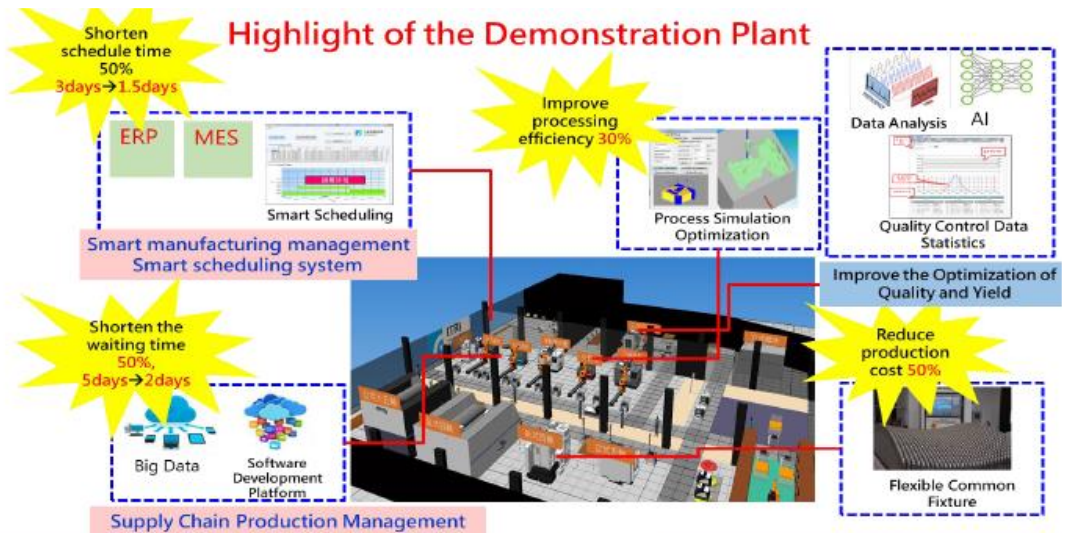 Highlight of the Demonstration Plant
Shorten
schedule time
50%
3days→1.5days
ERP
MES
Smart Scheduling
Smart manufacturing management
Smart scheduling system
Improve
processing
efficiency 30%
Process Simulation
Optimization
Data Analysis
AI
Quality Control Data
Statistics
Improve the Optimization of
Quality and Yield
Shorten the
waiting time
50%,
5days→2days
Big Data
Software
Development
Platform
Supply Chain Production Management
Reduce
production
cost 50%
Flexible Common
Fixture